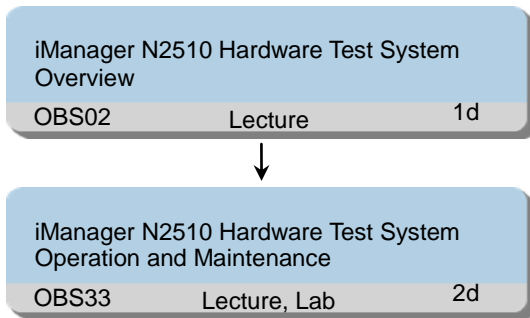 iManager N2510 Hardware Test System
Overview
OBS02 Lecture 1d
iManager N2510 Hardware Test System
Operation and Maintenance
OBS33 Lecture, Lab 2d